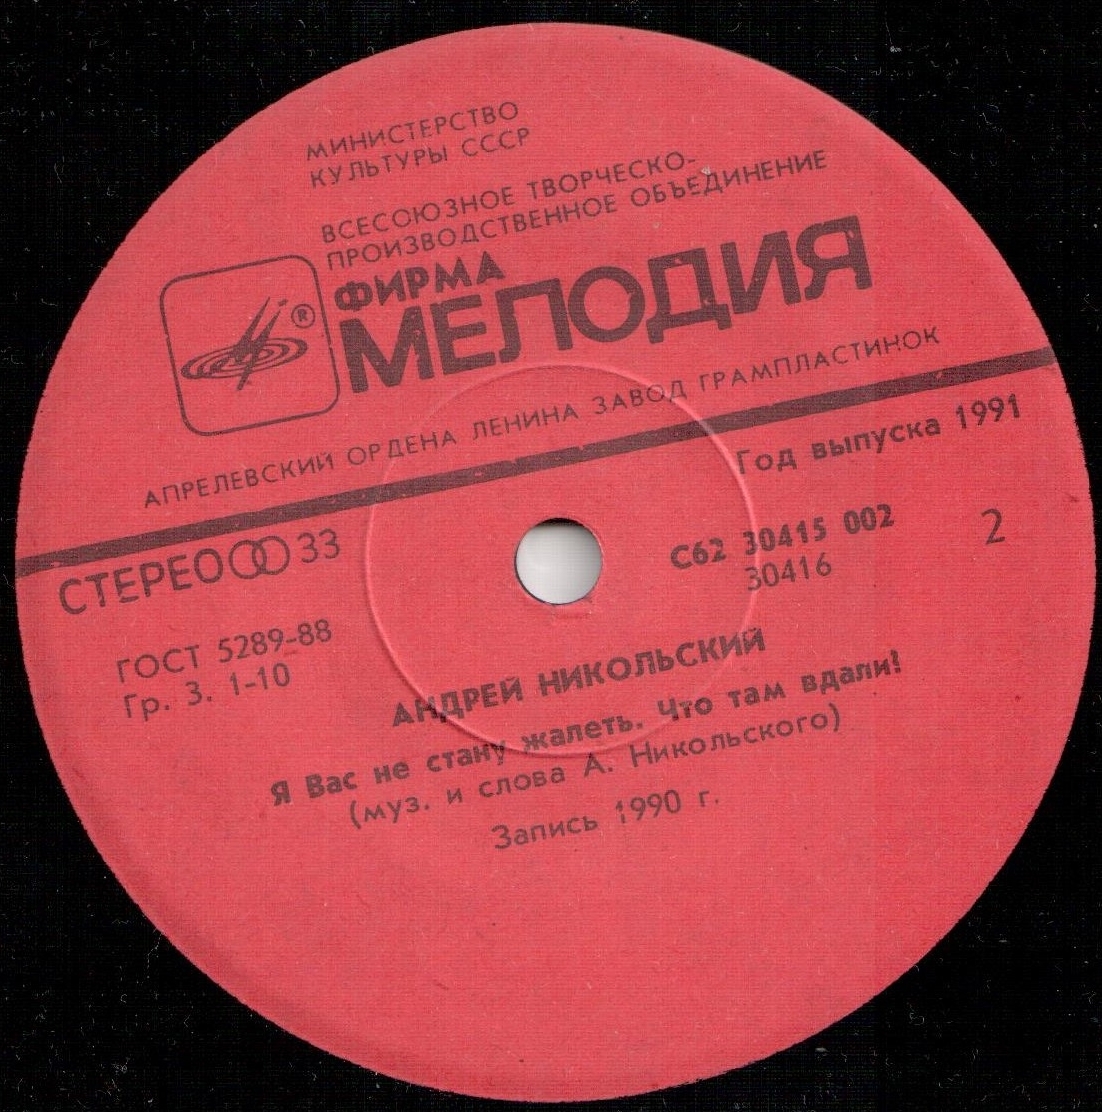 МИНИСТЕРСТВО
КУЛЬТУРЫ СССР
ВСЕСОЮЗНОЕ ТВОРЧЕСКО-
ПРОИЗВОДСТВЕННОЕ ОБЪЕДИНЕНИЕ
ФИРМА
МЕЛОДИЯ
®
АПРЕЛЕВСКИЙ ОРДЕНА ЛЕНИНА ЗАВОД ГРАМПЛАСТИНОК
Год выпуска 1991
СТЕРЕО 33
С62 30415 002
30416
2
ГОСТ 5289-88
Гр. 3. 1-10
АНДРЕЙ НИКОЛЬСКИЙ
Я Вас не стану жалеть. Что там вдали?
(муз. и слова А. Никольского)
Запись 1990 г.